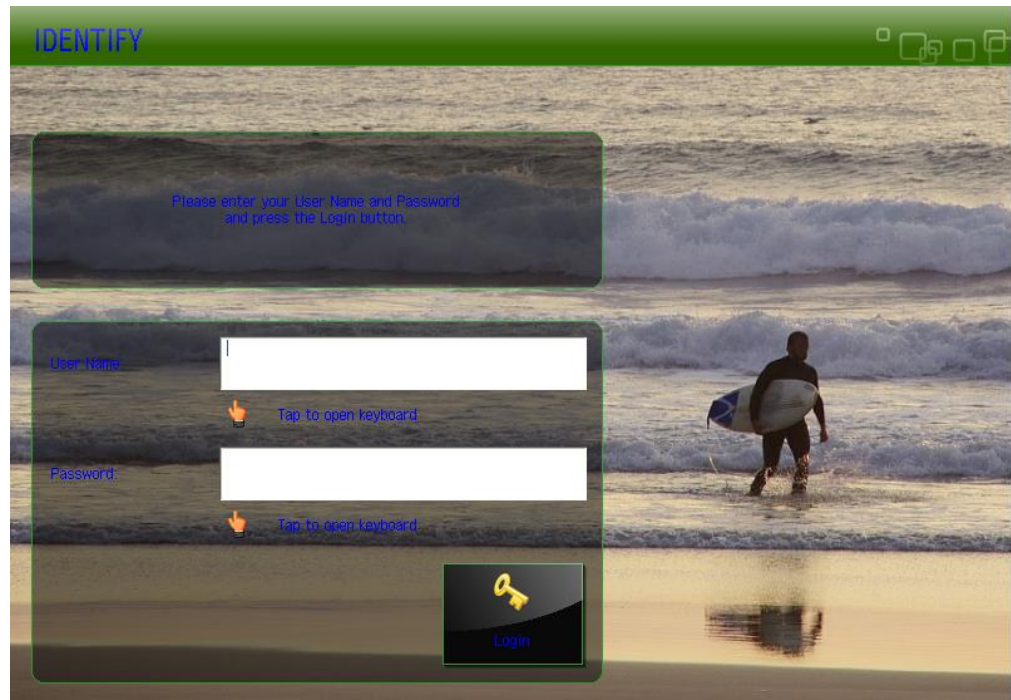 IDENTIFY
Please enter your User Name and Password
and press the Login button.
User Name:
Tap to open keyboard
Password:
Tap to open keyboard
Login